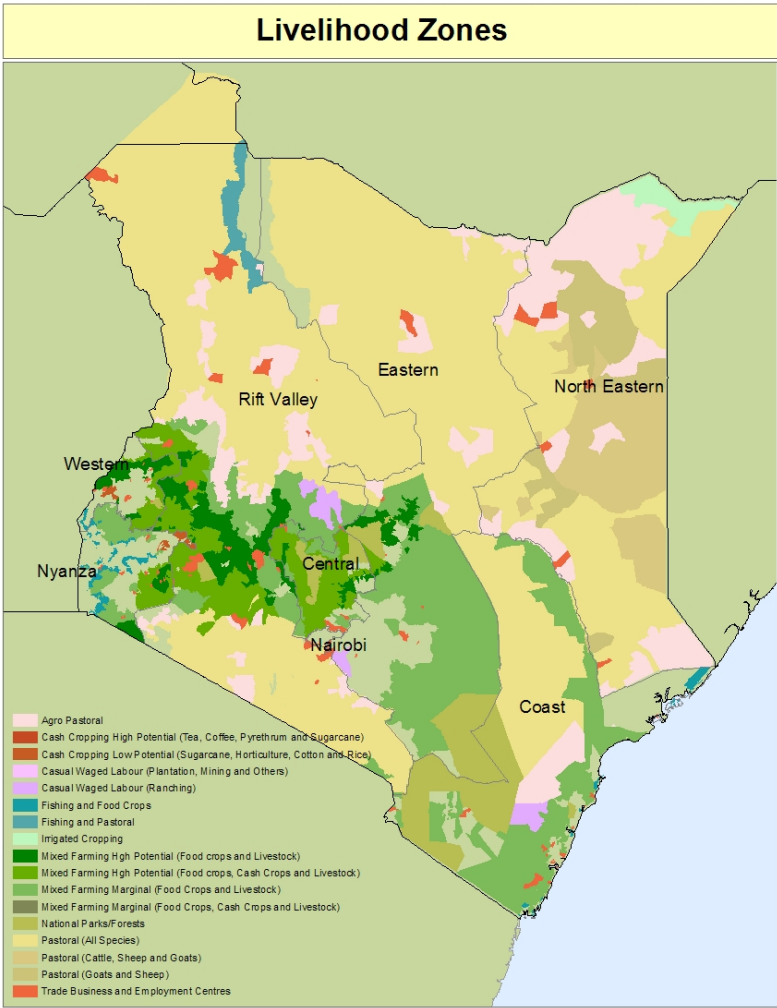 Livelihood Zones
Eastern
North Eastern
Rift Valley
Western
Central
Nyanza
Nairobi
Coast
Agro Pastoral
Cash Cropping High Potential (Tea, Coffee, Pyrethrum and Sugarcane)
Cash Cropping Low Potential (Sugarcane, Horticulture, Cotton and Rice)
Casual Waged Labour (Plantation, Mining and Others)
Casual Waged Labour (Ranching)
Fishing and Food Crops
Fishing and Pastoral
Irrigated Cropping
Mixed Farming Hgh Potential (Food crops and Livestock)
Mixed Farming Hgh Potential (Food crops, Cash Crops and Livestock)
Mixed Farming Marginal (Food Crops and Livestock)
Mixed Farming Marginal (Food Crops, Cash Crops and Livestock)
National Parks/Forests
Pastoral (All Species)
Pastoral (Cattle, Sheep and Goats)
Pastoral (Goats and Sheep)
Trade Business and Employment Centres